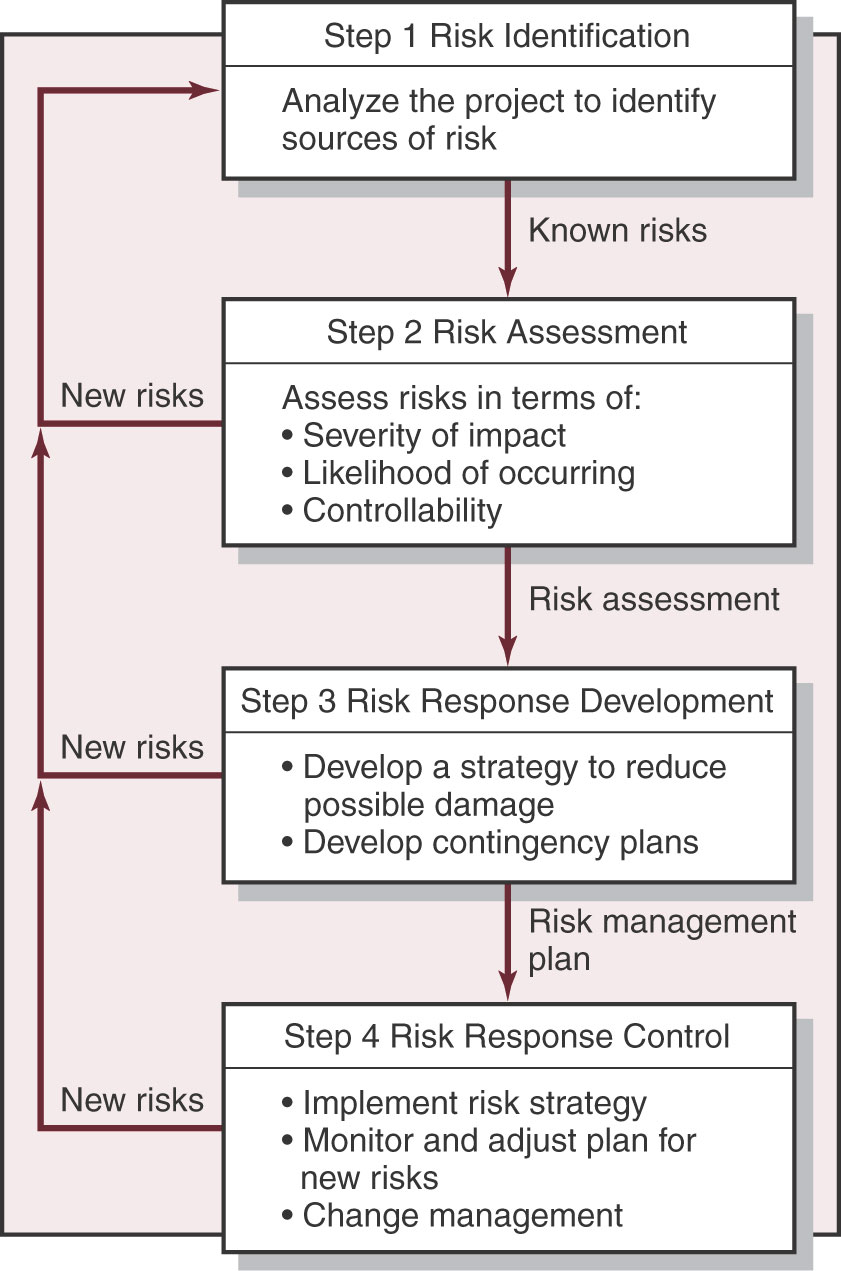 Step 1 Risk Identification
Analyze the project to identify
sources of risk
Known risks
Step 2 Risk Assessment
New risks
Assess risks in terms of:
• Severity of impact
• Likelihood of occurring
• Controllability
Risk assessment
Step 3 Risk Response Development
New risks
• Develop a strategy to reduce
possible damage
• Develop contingency plans
Risk management
plan
Step 4 Risk Response Control
New risks
• Implement risk strategy
• Monitor and adjust plan for
new risks
• Change management